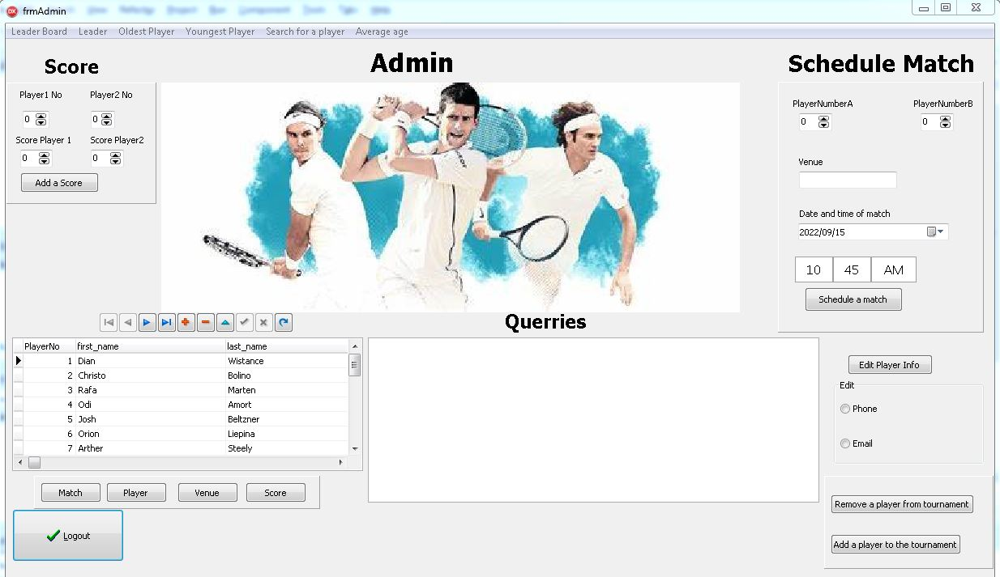 frmAdmin
Leader Board Leader Oldest Player Youngest Player Search for a player Average age
Score
Admin
Schedule Match
Player1 No Player2 No
0 0
Score Player 1 Score Player2
0 0
Add a Score
PlayerNumberA PlayerNumberB
0 0
Venue
Date and time of match
2022/09/15
10 45 AM
Schedule a match
Querries
PlayerNo first_name last_name
1 Dian Wistance
2 Christo Bolino
3 Rafa Marten
4 Odi Amort
5 Josh Beltzner
6 Orion Liepina
7 Arther Steely
Match Player Venue Score
Logout
Edit Player Info
Edit
Phone
Email
Remove a player from tournament
Add a player to the tournament